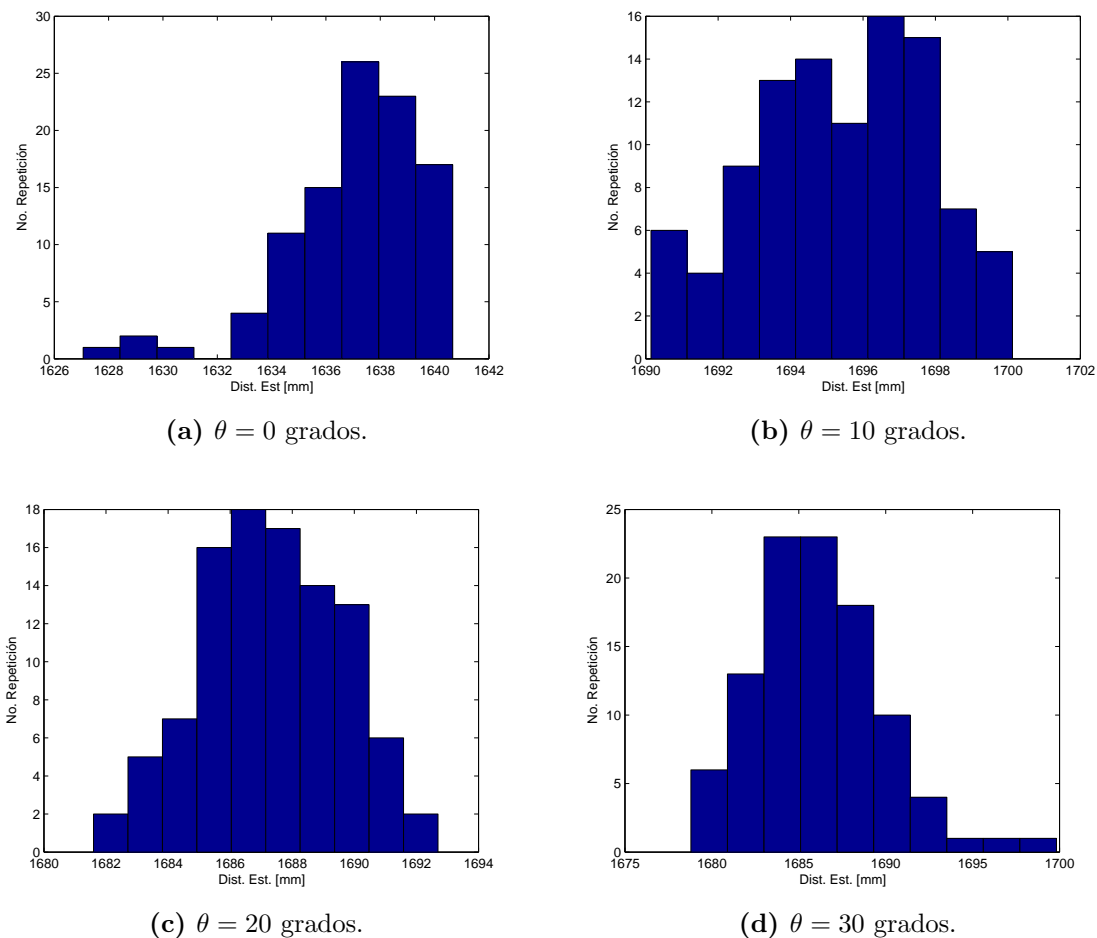 30
25
20
15
10
5
0
No. Repetición
1626 1628 1630 1632 1634 1636 1638 1640 1642
Dist. Est [mm]
(a) θ = 0 grados.
16
14
12
10
8
6
4
2
0
No. Repetición
1690 1692 1694 1696 1698 1700 1702
Dist. Est [mm]
(b) θ = 10 grados.
18
16
14
12
10
8
6
4
2
0
No. Repetición
1680 1682 1684 1686 1688 1690 1692 1694
Dist. Est. [mm]
(c) θ = 20 grados.
25
20
15
10
5
0
No. Repetición
1675 1680 1685 1690 1695 1700
Dist. Est. [mm]
(d) θ = 30 grados.